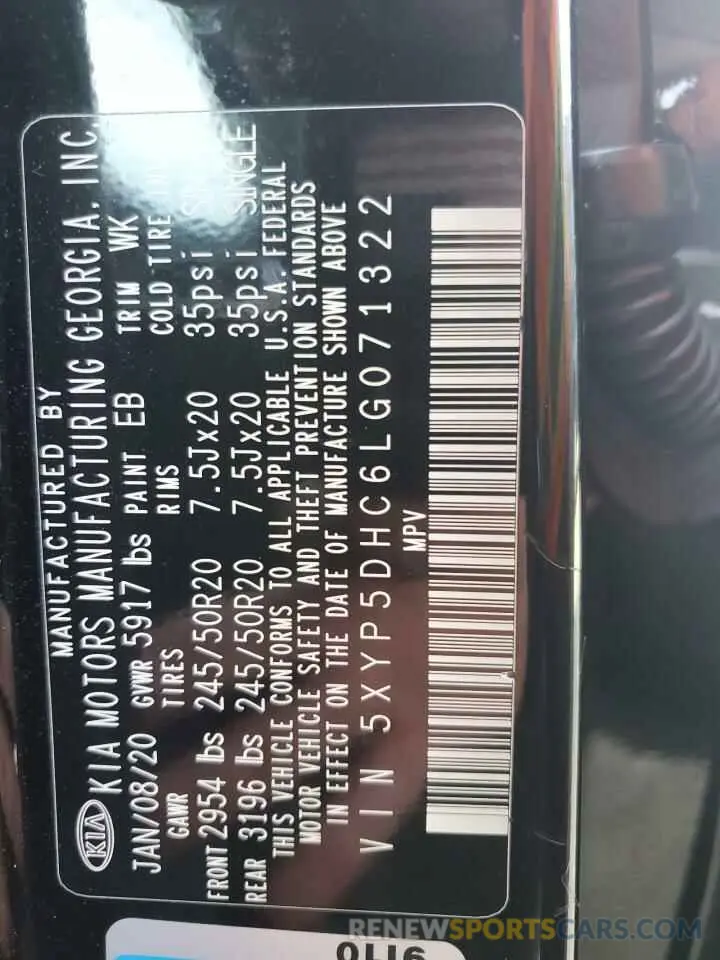 MANUFACTURED BY
KIA KIA MOTORS MANUFACTURING GEORGIA, INC
JAN/08/20 GVWR 5917 lbs PAINT EB TRIM WK
GAWR TIRES RIMS COLD TIRE
FRONT 2954 lbs 245/50R20 7.5Jx20 35psi
REAR 3196 lbs 245/50R20 7.5Jx20 35psi SINGLE
THIS VEHICLE CONFORMS TO ALL APPLICABLE U.S.A. FEDERAL
MOTOR VEHICLE SAFETY AND THEFT PREVENTION STANDARDS
IN EFFECT ON THE DATE OF MANUFACTURE SHOWN ABOVE
VIN 5XYP5DHC6LG071322
MPV
RENEWSPORTSCARS.COM